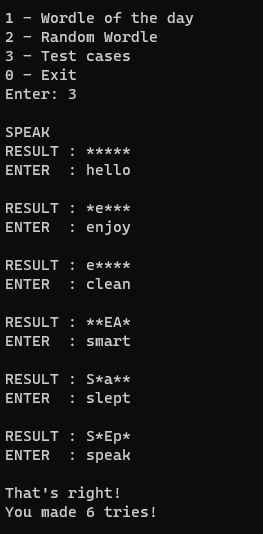 1 - Wordle of the day
2 - Random Wordle
3 - Test cases
0 - Exit
Enter: 3
SPEAK
RESULT : *****
ENTER  : hello
RESULT : *e***
ENTER  : enjoy
RESULT : e****
ENTER  : clean
RESULT : **EA*
ENTER  : smart
RESULT : S*a**
ENTER  : slept
RESULT : S*Ep*
ENTER  : speak
That's right!
You made 6 tries!